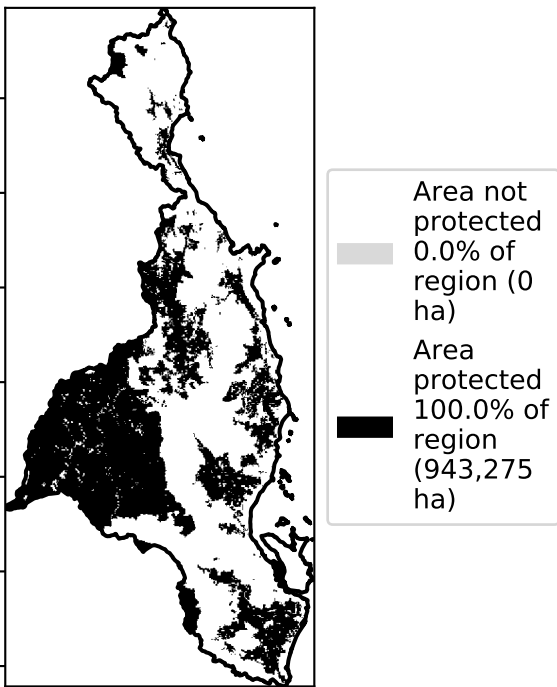 Area not
protected
0.0% of
region (0
ha)
Area
protected
100.0% of
region
(943,275
ha)